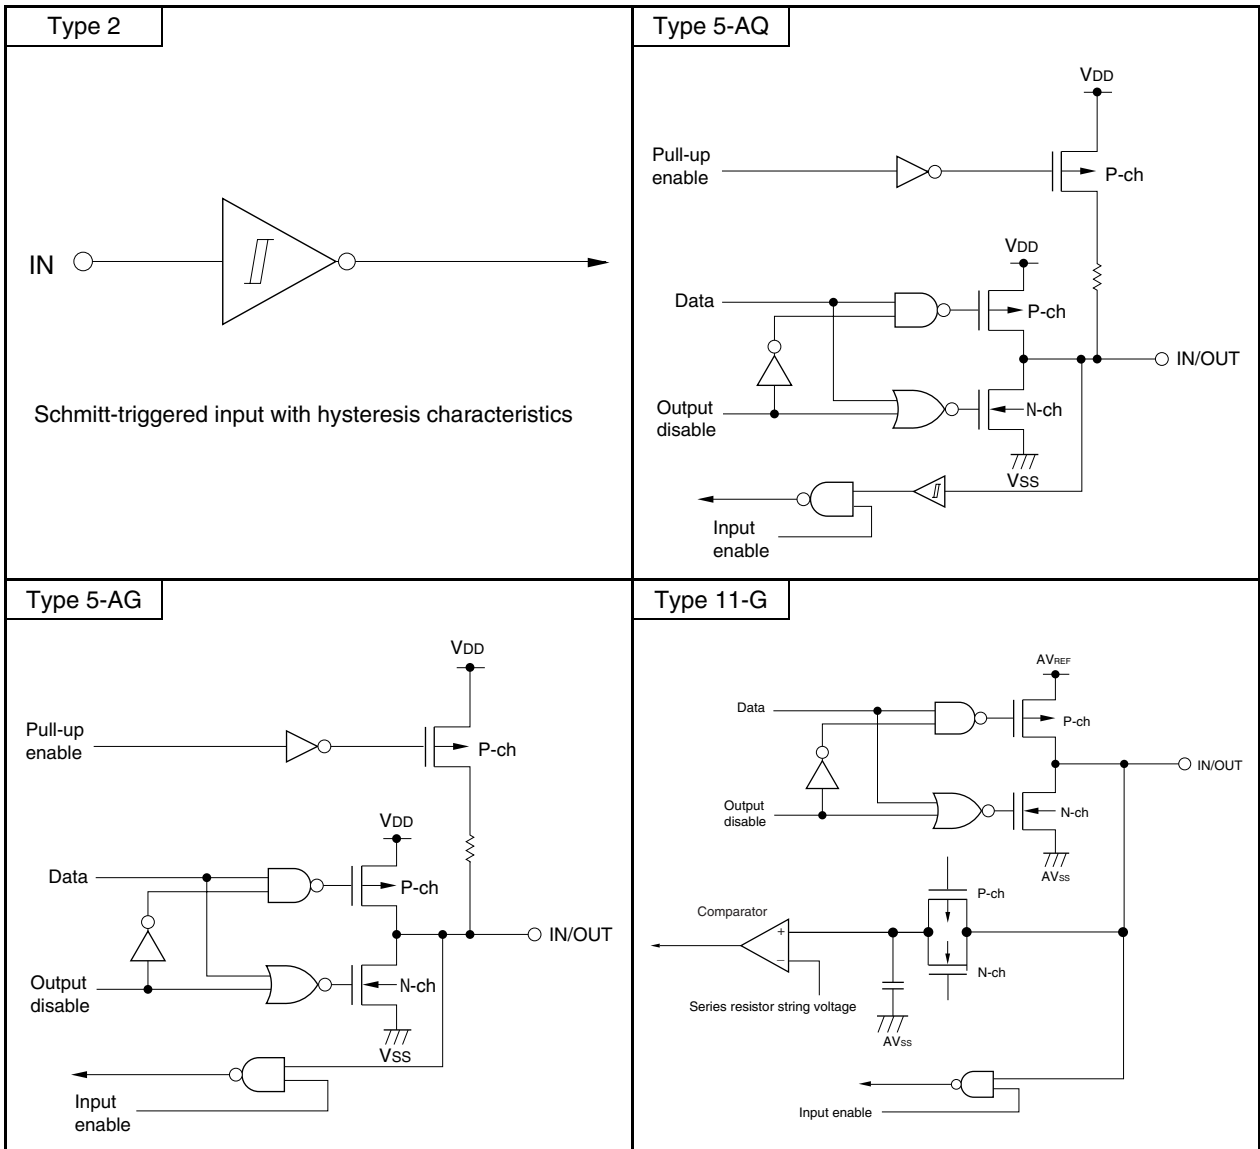 Type 2
IN
Schmitt-triggered input with hysteresis characteristics
Type 5-AQ
VDD
Pull-up
enable
P-ch
VDD
Data
P-ch
IN/OUT
Output
disable
N-ch
VSS
Input
enable
Type 5-AG
VDD
Pull-up
enable
P-ch
VDD
Data
P-ch
IN/OUT
Output
disable
N-ch
VSS
Input
enable
Type 11-G
AVREF
Data
P-ch
IN/OUT
Output
disable
N-ch
AVSS
P-ch
Comparator
+
−
N-ch
Series resistor string voltage
AVSS
Input enable